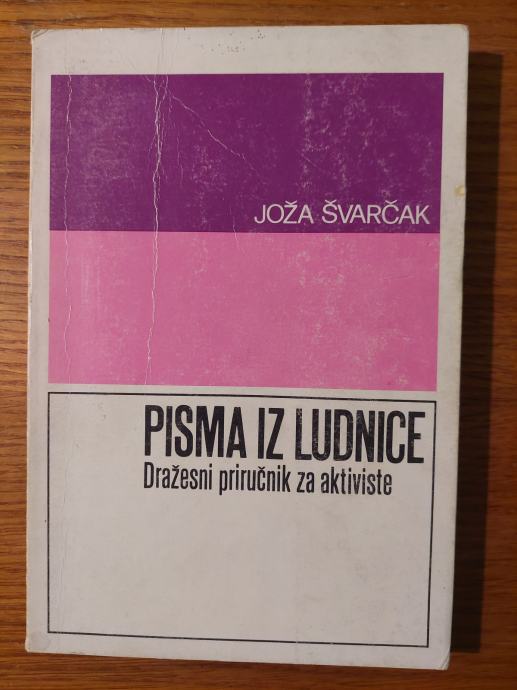 JOŽA ŠVARČAK
PISMA IZ LUDNICE
Dražesni priručnik za aktiviste